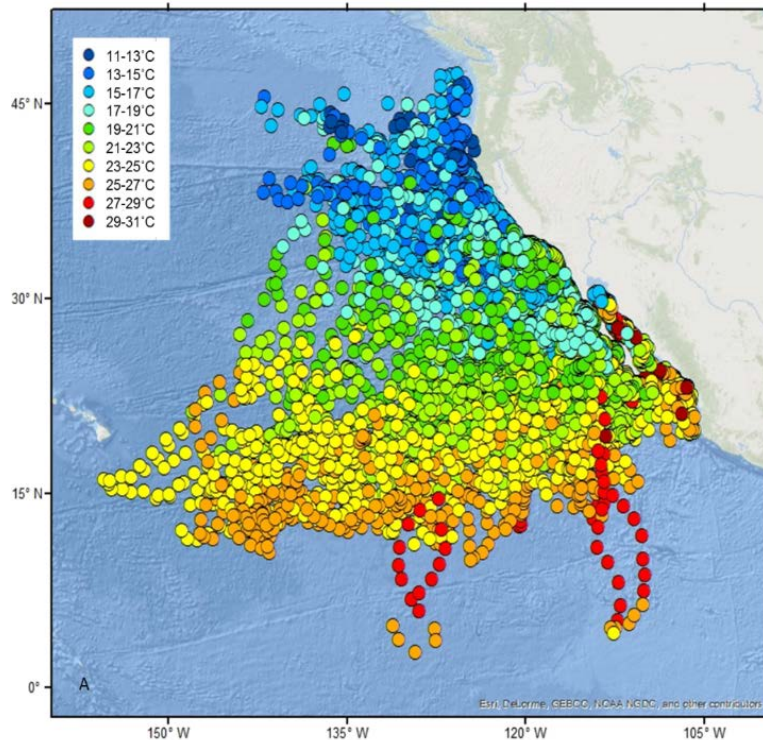 11-13°C
13-15°C
15-17°C
17-19°C
19-21°C
21-23°C
23-25°C
25-27°C
27-29°C
29-31°C
45° N
30° N
15° N
0°
A
Esri, DeLorme, GEBCO, NOAA NGDC, and other contributors
150° W
135° W
120° W
105° W